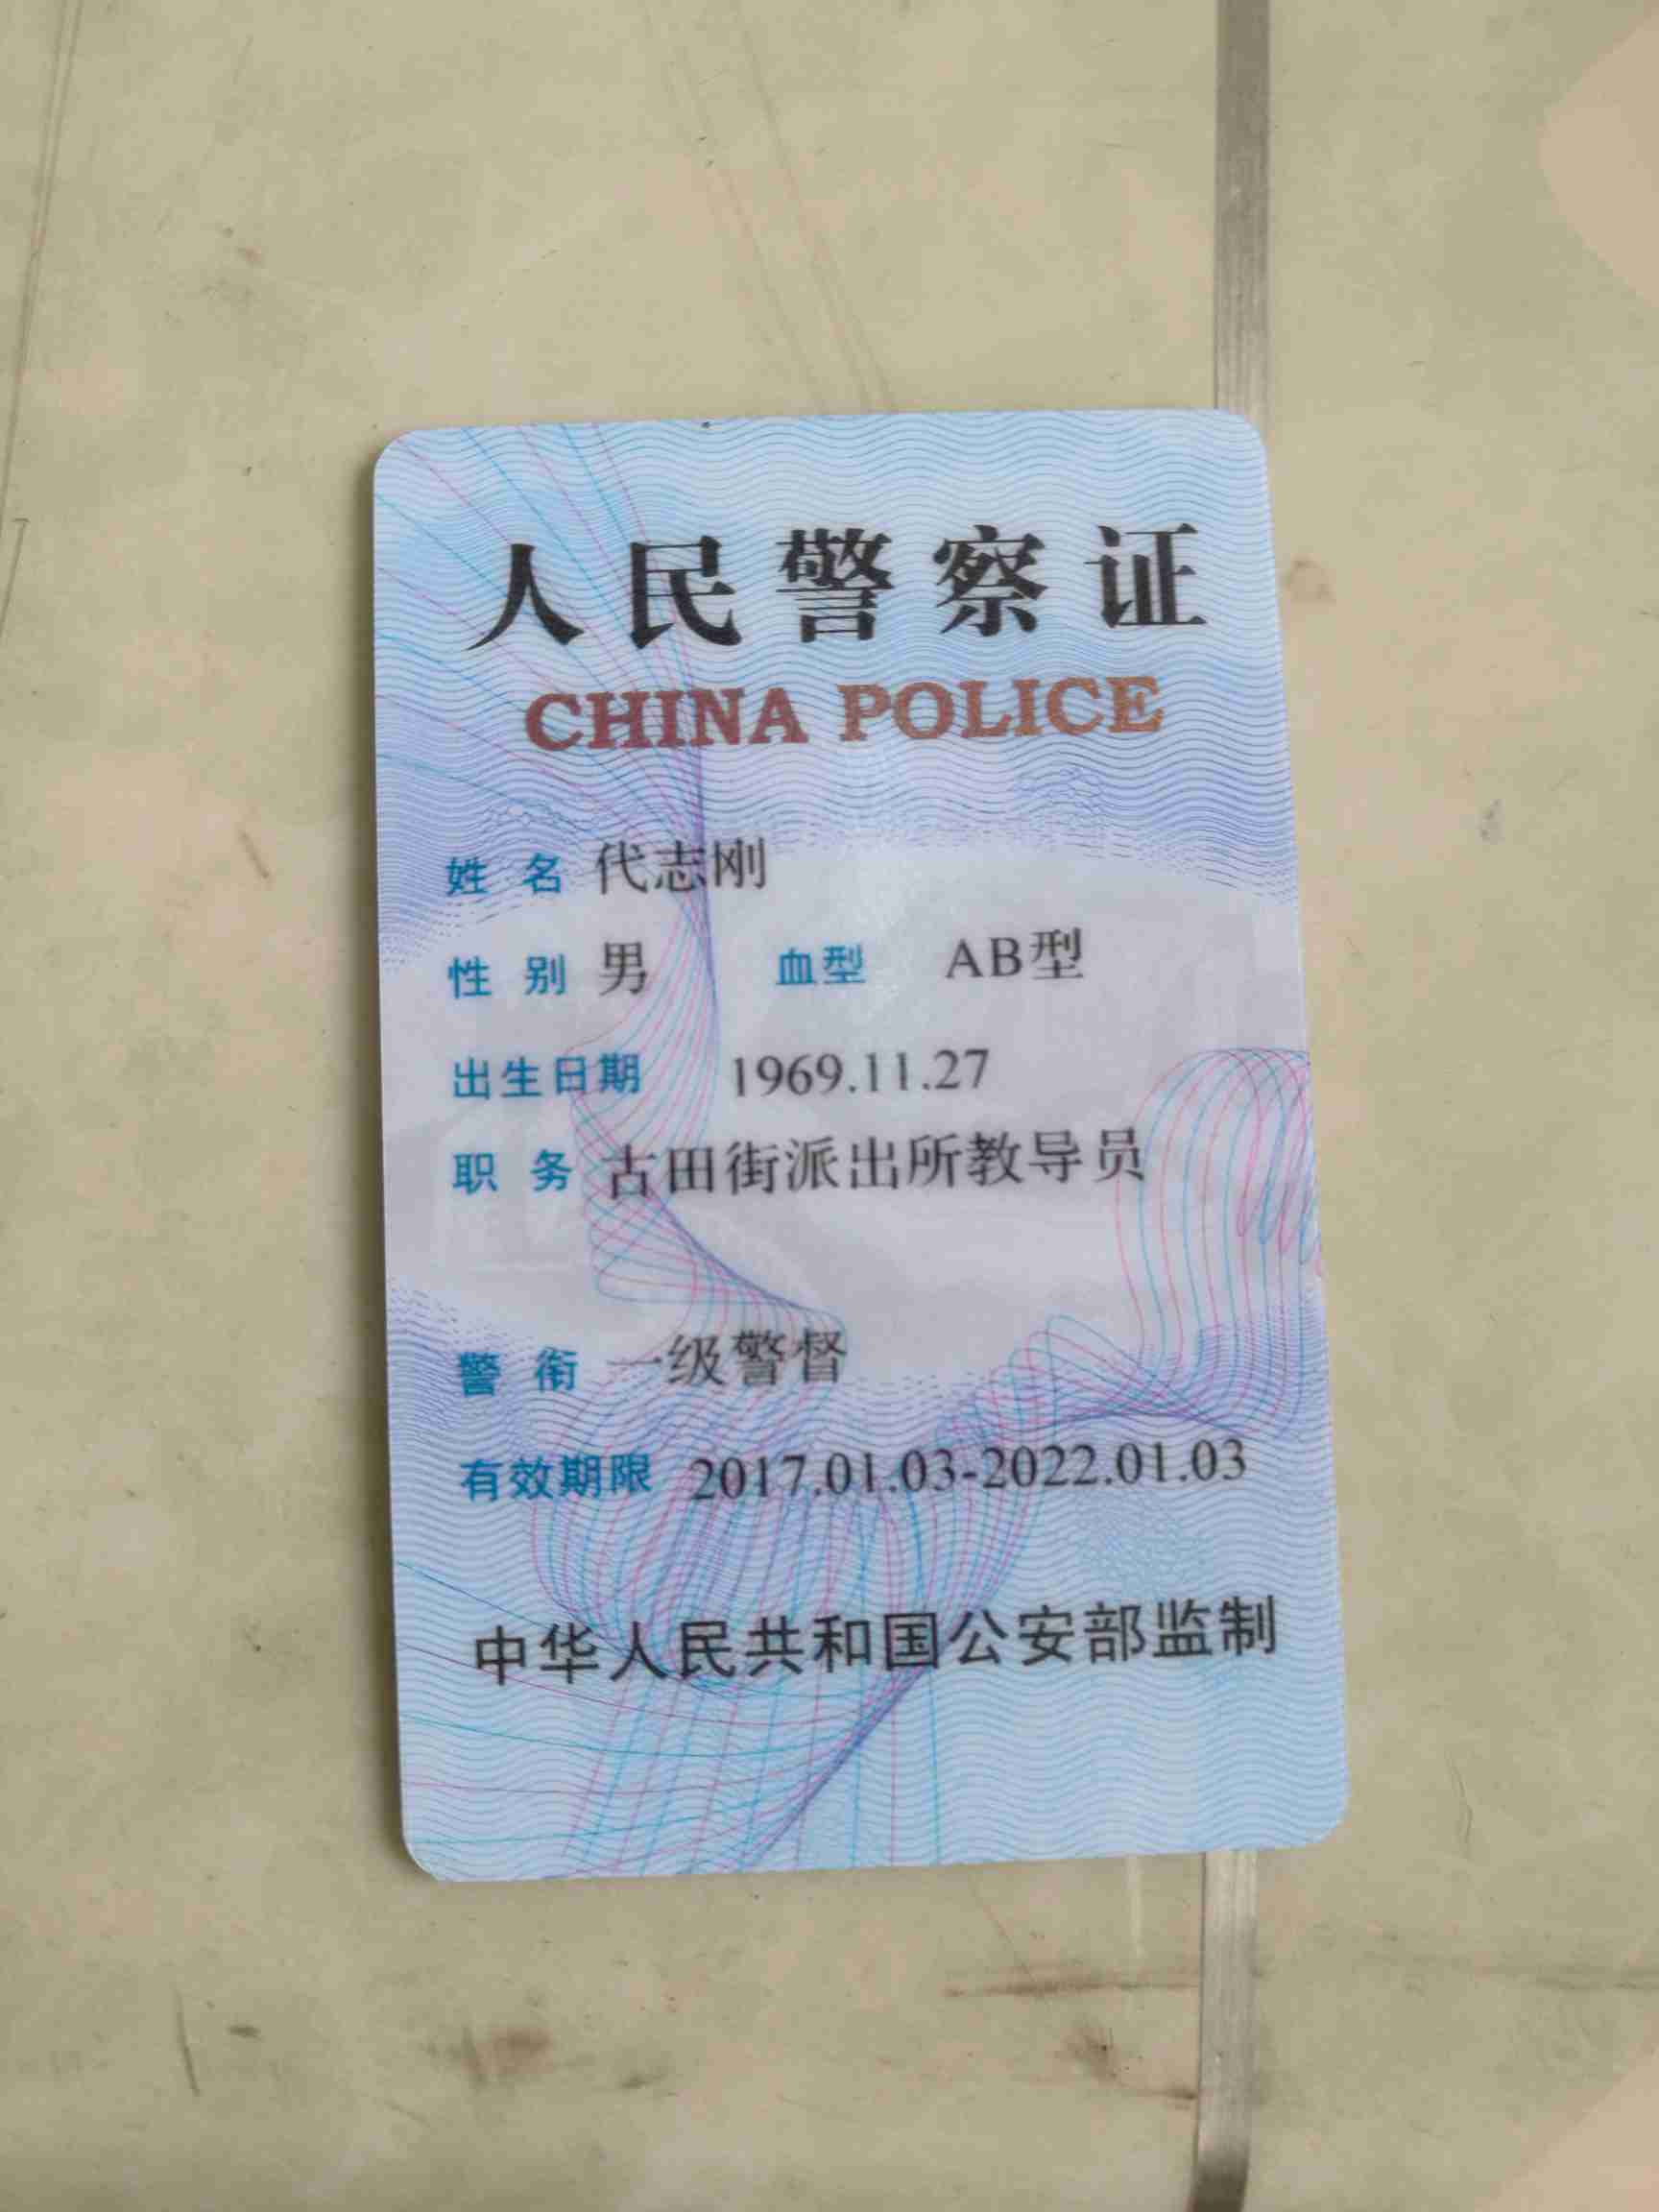 人民警察证
CHINA POLICE
姓名 代志刚
性别 男 血型 AB型
出生日期 1969.11.27
职务 古田街派出所教导员
警衔 一级警督
有效期限 2017.01.03-2022.01.03
中华人民共和国公安部监制